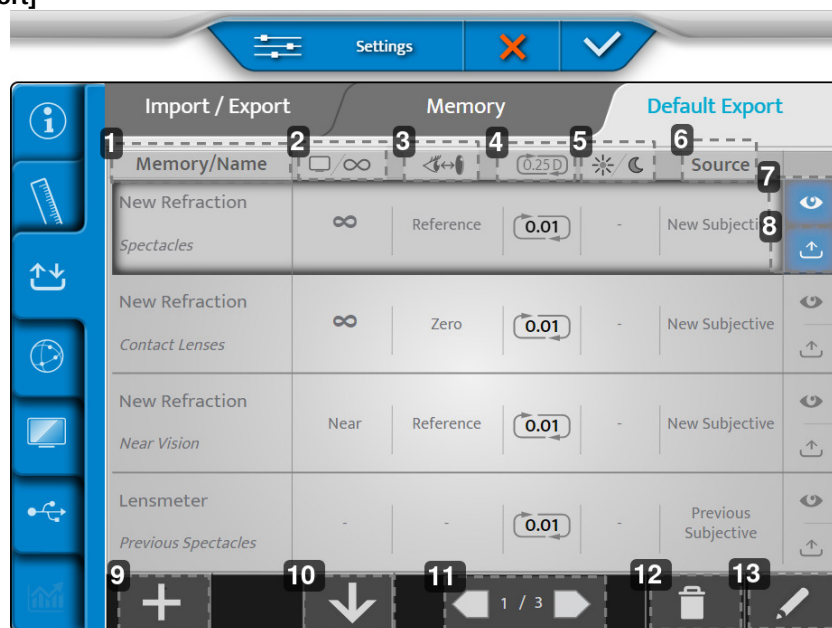 ort]
Settings
Import / Export
Memory
Default Export
1
2
3
4
5
6
Memory/Name
0.25 D
Source
7
New Refraction
Spectacles
∞
Reference
0.01
-
New Subjecti
8
New Refraction
Contact Lenses
∞
Zero
0.01
-
New Subjective
New Refraction
Near Vision
Near
Reference
0.01
-
New Subjective
Lensmeter
Previous Spectacles
-
-
0.01
-
Previous
Subjective
9
10
11
12
13
1 / 3